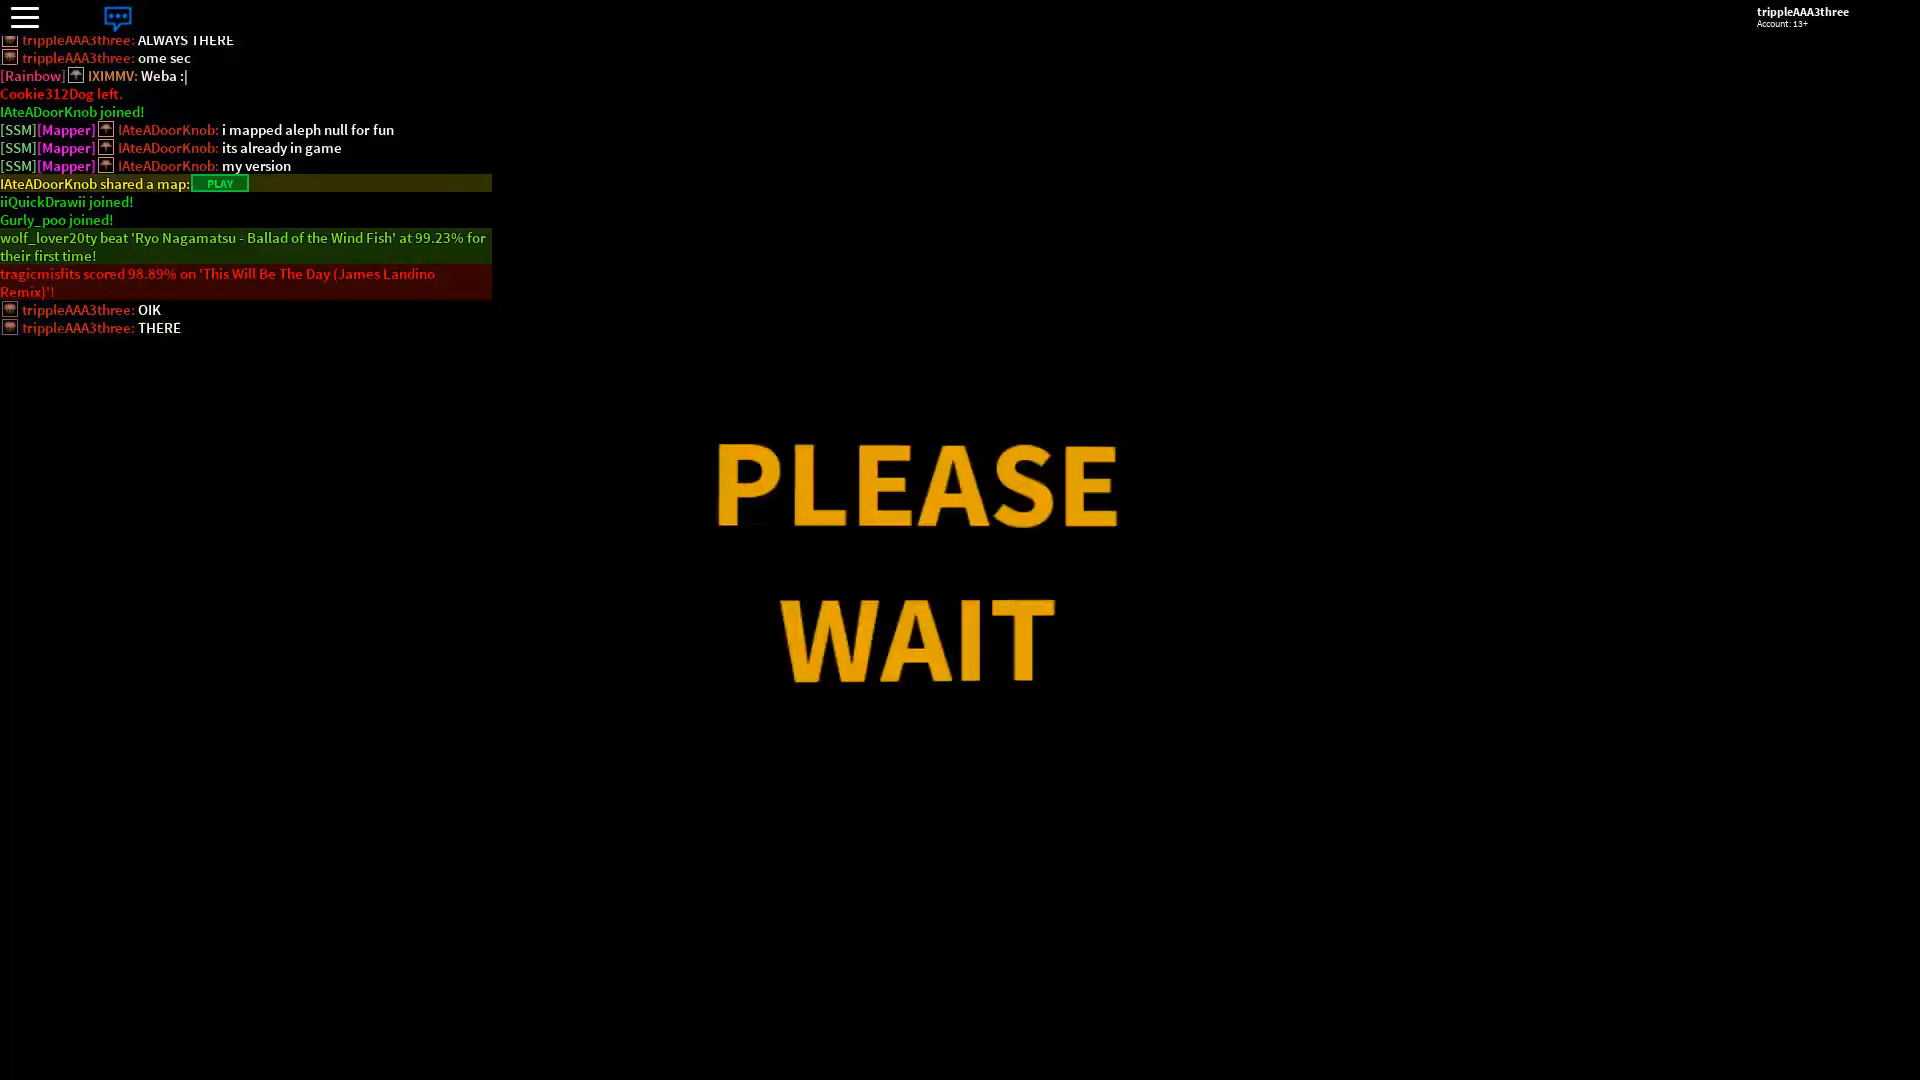 trippleAAA3three
Account: 13+
trippleAAA3three: ALWAYS THERE
trippleAAA3three: ome sec
[Rainbow] IXIMMV: Weba :|
Cookie312Dog left.
IAteADoorKnob joined!
[SSM][Mapper] IAteADoorKnob: i mapped aleph null for fun
[SSM][Mapper] IAteADoorKnob: its already in game
[SSM][Mapper] IAteADoorKnob: my version
IAteADoorKnob shared a map: PLAY
iiQuickDrawii joined!
Gurly_poo joined!
wolf_lover20ty beat 'Ryo Nagamatsu - Ballad of the Wind Fish' at 99.23% for
their first time!
tragicmisfits scored 98.89% on 'This Will Be The Day (James Landino
Remix)'!
trippleAAA3three: OIK
trippleAAA3three: THERE
PLEASE
WAIT